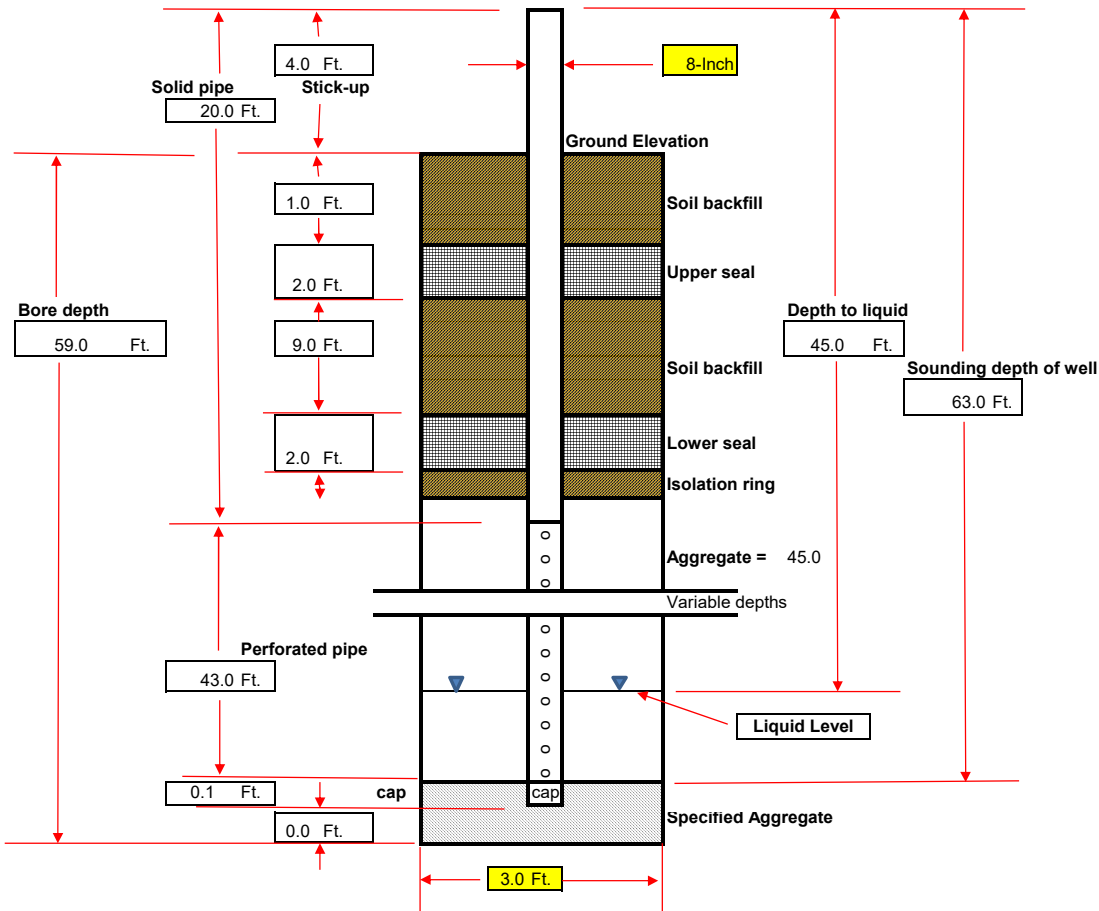 4.0 Ft.
8-Inch
Solid pipe
Stick-up
20.0 Ft.
Ground Elevation
1.0 Ft.
Soil backfill
Upper seal
2.0 Ft.
Bore depth
59.0 Ft.
9.0 Ft.
Depth to liquid
45.0 Ft.
Soil backfill
Sounding depth of well
63.0 Ft.
Lower seal
2.0 Ft.
Isolation ring
o
o
o
Aggregate = 45.0
Variable depths
o
o
o
o
o
o
o
Perforated pipe
43.0 Ft.
Liquid Level
0.1 Ft.
cap
cap
Specified Aggregate
0.0 Ft.
3.0 Ft.